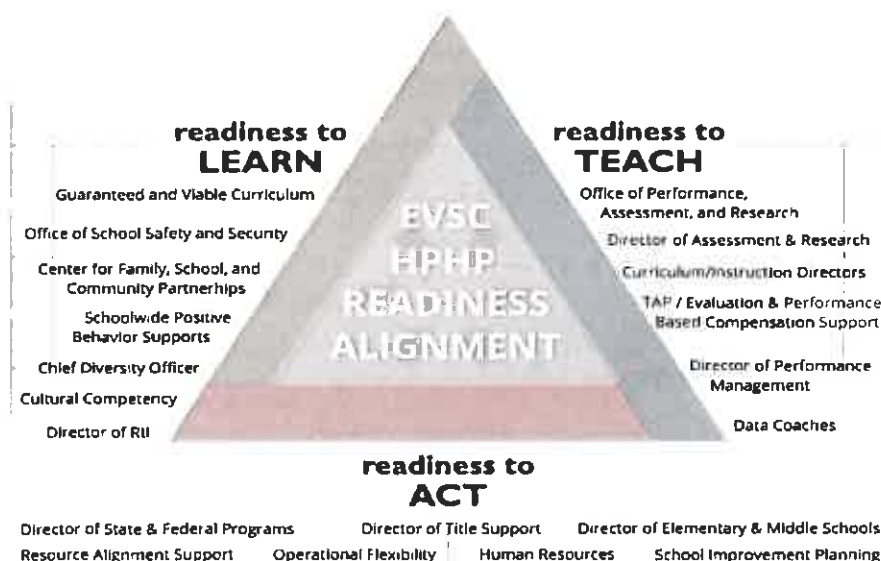 readiness to
LEARN
Guaranteed and Viable Curriculum
Office of School Safety and Security
Center for Family, School, and
Community Partnerships
Schoolwide Positive
Behavior Supports
Chief Diversity Officer
Cultural Competency
Director of RtI
readiness to
TEACH
Office of Performance,
Assessment, and Research
Director of Assessment & Research
Curriculum/Instruction Directors
TAP / Evaluation & Performance
Based Compensation Support
Director of Performance
Management
Data Coaches
EVSC
HPHP
READINESS
ALIGNMENT
readiness to
ACT
Director of State & Federal Programs Director of Title Support Director of Elementary & Middle Schools
Resource Alignment Support Operational Flexibility Human Resources School Improvement Planning